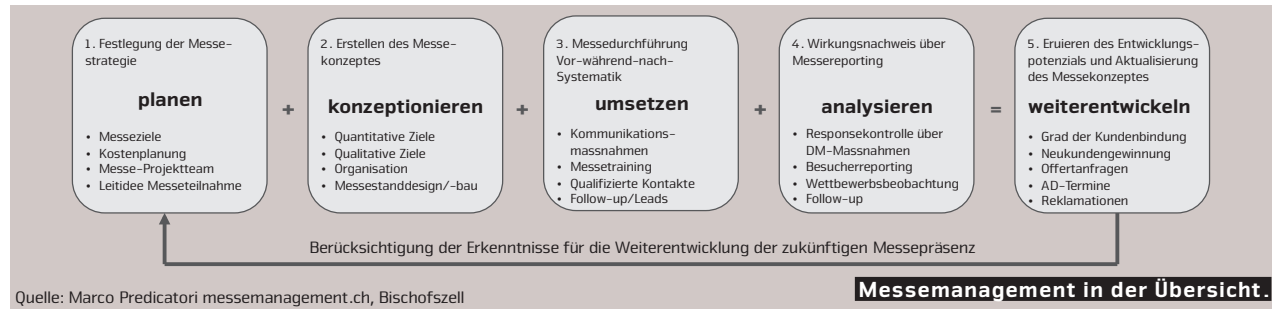 1. Festlegung der Messe-
strategie
planen
• Messeziele
• Kostenplanung
• Messe-Projektteam
• Leitidee Messeteilnahme
+
2. Erstellen des Messe-
konzeptes
konzeptionieren
• Quantitative Ziele
• Qualitative Ziele
• Organisation
• Messestanddesign/-bau
+
3. Messedurchführung
Vor-während-nach-
Systematik
umsetzen
• Kommunikations-
massnahmen
• Messetraining
• Qualifizierte Kontakte
• Follow-up/Leads
+
4. Wirkungsnachweis über
Messereporting
analysieren
• Responsekontrolle über
DM-Massnahmen
• Besucherreporting
• Wettbewerbsbeobachtung
• Follow-up
=
5. Eruieren des Entwicklungs-
potenzials und Aktualisierung
des Messekonzeptes
weiterentwickeln
• Grad der Kundenbindung
• Neukundengewinnung
• Offertanfragen
• AD-Termine
• Reklamationen
Berücksichtigung der Erkenntnisse für die Weiterentwicklung der zukünftigen Messepräsenz
Quelle: Marco Predicatori messemanagement.ch, Bischofszell
Messemanagement in der Übersicht.